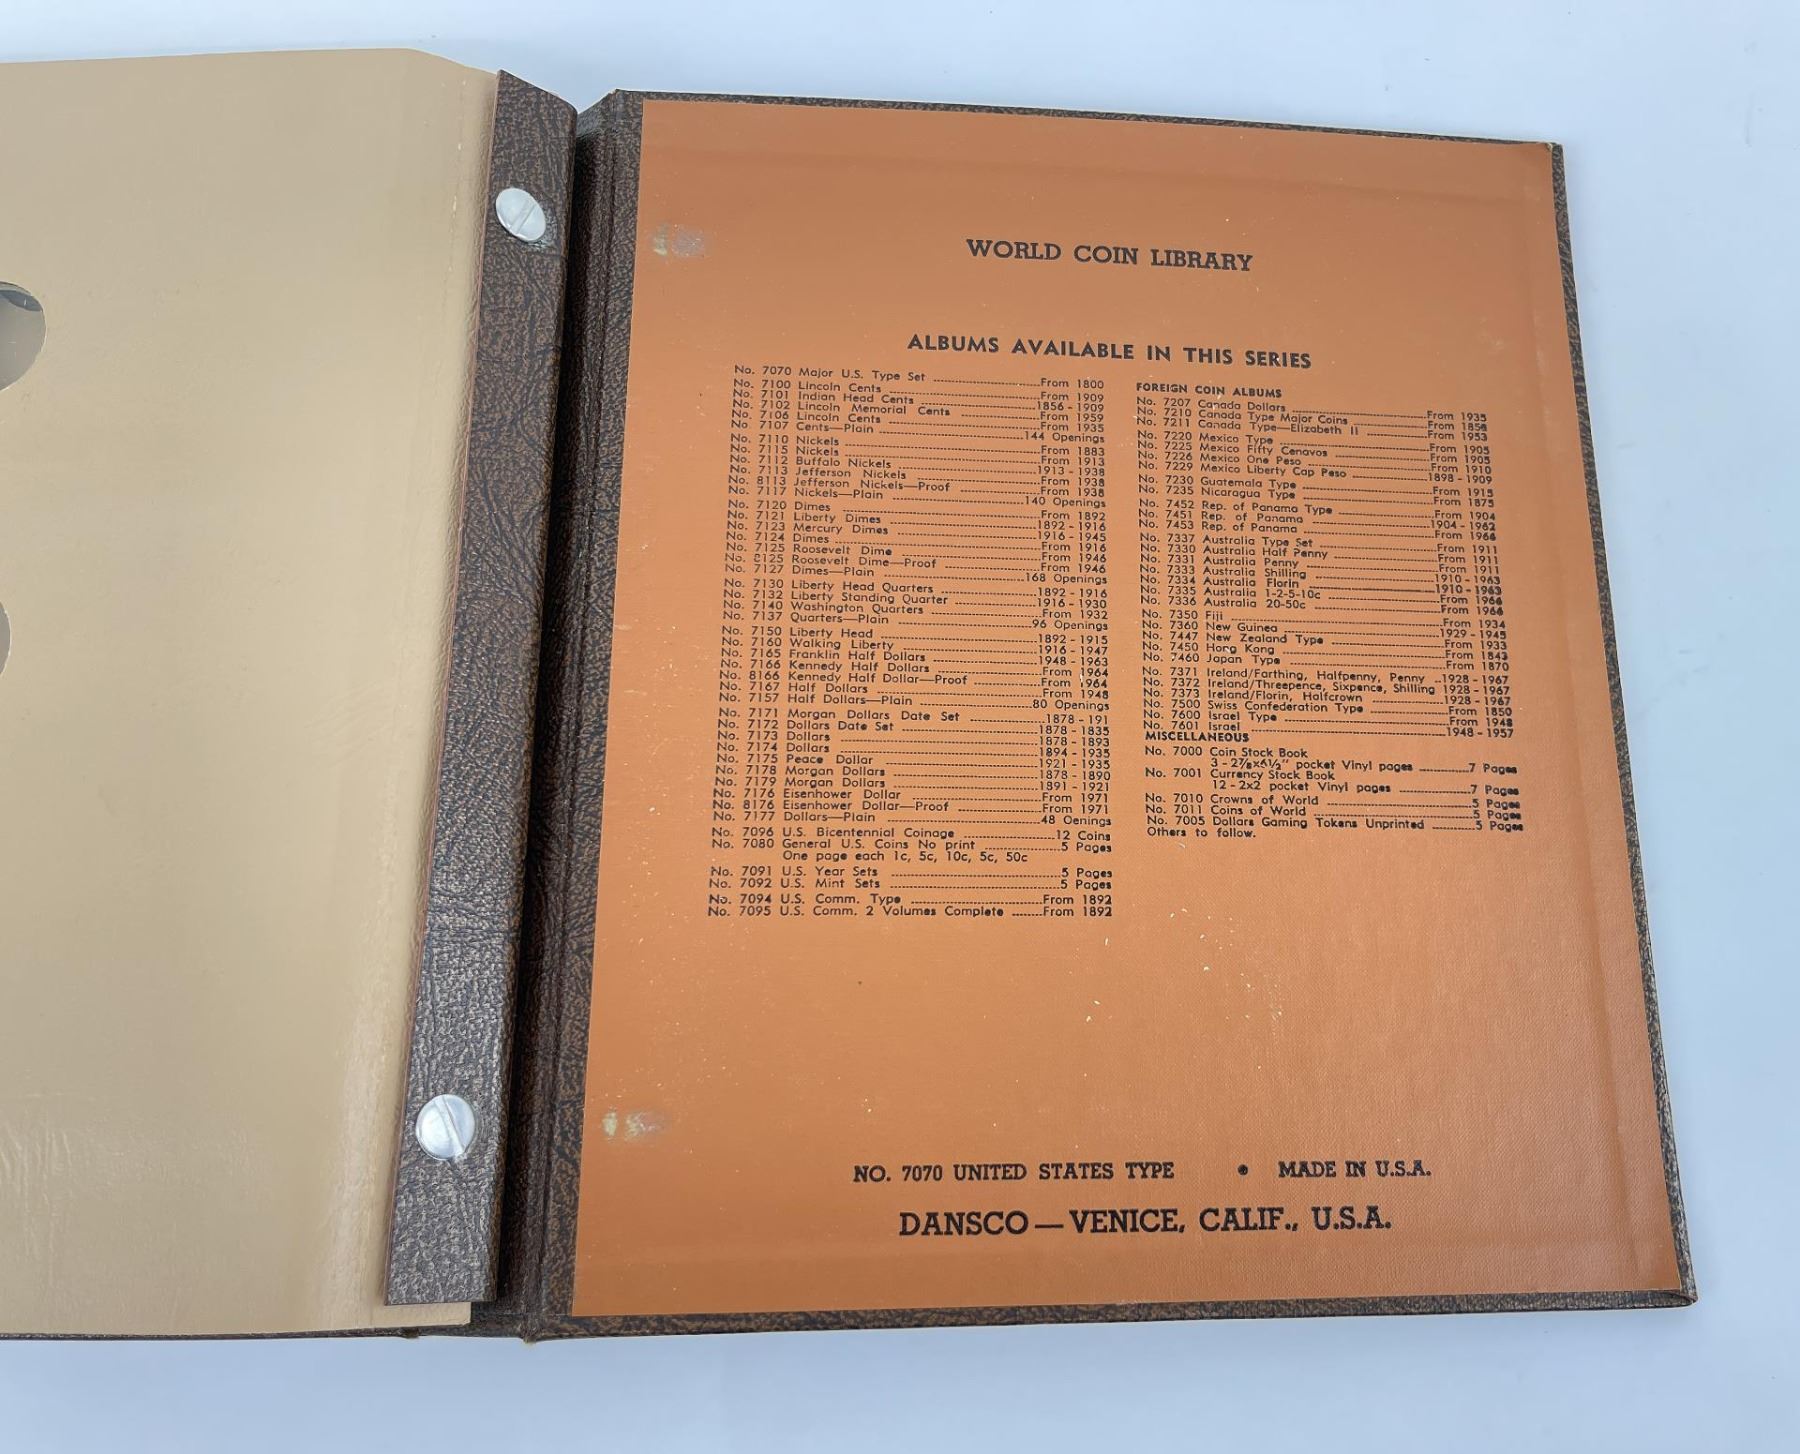 WORLD COIN LIBRARY
ALBUMS AVAILABLE IN THIS SERIES
No. 7070 Major U.S. Type Set From 1800
No. 7100 Lincoln Cents From 1909
No. 7101 Indian Head Cents 1856 - 1909
No. 7102 Lincoln Memorial Cents From 1959
No. 7106 Lincoln Cents From 1935
No. 7107 Cents—Plain 144 Openings
No. 7110 Nickels From 1883
No. 7115 Nickels From 1913
No. 7112 Buffalo Nickels 1913 - 1938
No. 7113 Jefferson Nickels From 1938
No. 8113 Jefferson Nickels—Proof From 1938
No. 7117 Nickels—Plain 140 Openings
No. 7120 Dimes From 1892
No. 7121 Liberty Dimes 1892 - 1916
No. 7123 Mercury Dimes 1916 - 1945
No. 7124 Dimes From 1916
No. 7125 Roosevelt Dime From 1946
No. 8125 Roosevelt Dime—Proof From 1946
No. 7127 Dimes—Plain 168 Openings
No. 7130 Liberty Head Quarters 1892 - 1916
No. 7132 Liberty Standing Quarter 1916 - 1930
No. 7140 Washington Quarters From 1932
No. 7137 Quarters—Plain 96 Openings
No. 7150 Liberty Head 1892 - 1915
No. 7160 Walking Liberty 1916 - 1947
No. 7165 Franklin Half Dollars 1948 - 1963
No. 7166 Kennedy Half Dollars From 1964
No. 8166 Kennedy Half Dollar—Proof From 1964
No. 7167 Half Dollars From 1948
No. 7157 Half Dollars—Plain 80 Openings
No. 7171 Morgan Dollars Date Set 1878 - 191
No. 7172 Dollars Date Set 1878 - 1835
No. 7173 Dollars 1878 - 1893
No. 7174 Dollars 1894 - 1935
No. 7175 Peace Dollar 1921 - 1935
No. 7178 Morgan Dollars 1878 - 1890
No. 7179 Morgan Dollars 1891 - 1921
No. 7176 Eisenhower Dollar From 1971
No. 8176 Eisenhower Dollar—Proof From 1971
No. 7177 Dollars—Plain 48 Oenings
No. 7096 U.S. Bicentennial Coinage 12 Coins
No. 7080 General U.S. Coins No print 5 Pages
One page each 1c, 5c, 10c, 5c, 50c
No. 7091 U.S. Year Sets 5 Pages
No. 7092 U.S. Mint Sets 5 Pages
No. 7094 U.S. Comm. Type From 1892
No. 7095 U.S. Comm. 2 Volumes Complete From 1892
FOREIGN COIN ALBUMS
No. 7207 Canada Dollars From 1935
No. 7210 Canada Type Major Coins From 1858
No. 7211 Canada Type—Elizabeth II From 1953
No. 7220 Mexico Type From 1905
No. 7225 Mexico Fifty Cenavos From 1905
No. 7226 Mexico One Peso From 1910
No. 7229 Mexico Liberty Cap Peso 1898 - 1909
No. 7230 Guatemala Type From 1915
No. 7235 Nicaragua Type From 1875
No. 7452 Rep. of Panama Type From 1904
No. 7451 Rep. of Panama 1904 - 1962
No. 7453 Rep. of Panama From 1966
No. 7337 Australia Type Set From 1911
No. 7330 Australia Half Penny From 1911
No. 7331 Australia Penny From 1911
No. 7333 Australia Shilling 1910 - 1963
No. 7334 Australia Florin 1910 - 1963
No. 7335 Australia 1-2-5-10c From 1966
No. 7336 Australia 20-50c From 1966
No. 7350 Fiji From 1934
No. 7360 New Guinea 1929 - 1945
No. 7447 New Zealand Type From 1933
No. 7450 Hong Kong From 1843
No. 7460 Japan Type From 1870
No. 7371 Ireland/Farthing, Halfpenny, Penny 1928 - 1967
No. 7372 Ireland/Threepence, Sixpence, Shilling 1928 - 1967
No. 7373 Ireland/Florin, Halfcrown 1928 - 1967
No. 7500 Swiss Confederation Type From 1850
No. 7600 Israel Type From 1948
No. 7601 Israel 1948 - 1957
MISCELLANEOUS
No. 7000 Coin Stock Book
3 - 2⅞x6½" pocket Vinyl pages 7 Pages
No. 7001 Currency Stock Book
12 - 2x2 pocket Vinyl pages 7 Pages
No. 7010 Crowns of World 5 Pages
No. 7011 Coins of World 5 Pages
No. 7005 Dollars Gaming Tokens Unprinted 5 Pages
Others to follow.
NO. 7070 UNITED STATES TYPE • MADE IN U.S.A.
DANSCO — VENICE, CALIF., U.S.A.